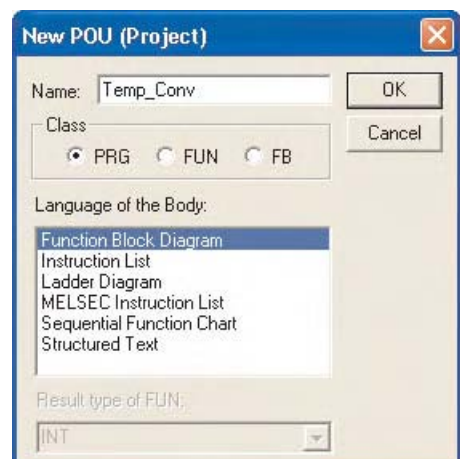 New POU (Project)
Name: Temp_Conv
OK
Class
Cancel
PRG FUN FB
Language of the Body:
Function Block Diagram
Instruction List
Ladder Diagram
MELSEC Instruction List
Sequential Function Chart
Structured Text
Result type of FUN:
INT